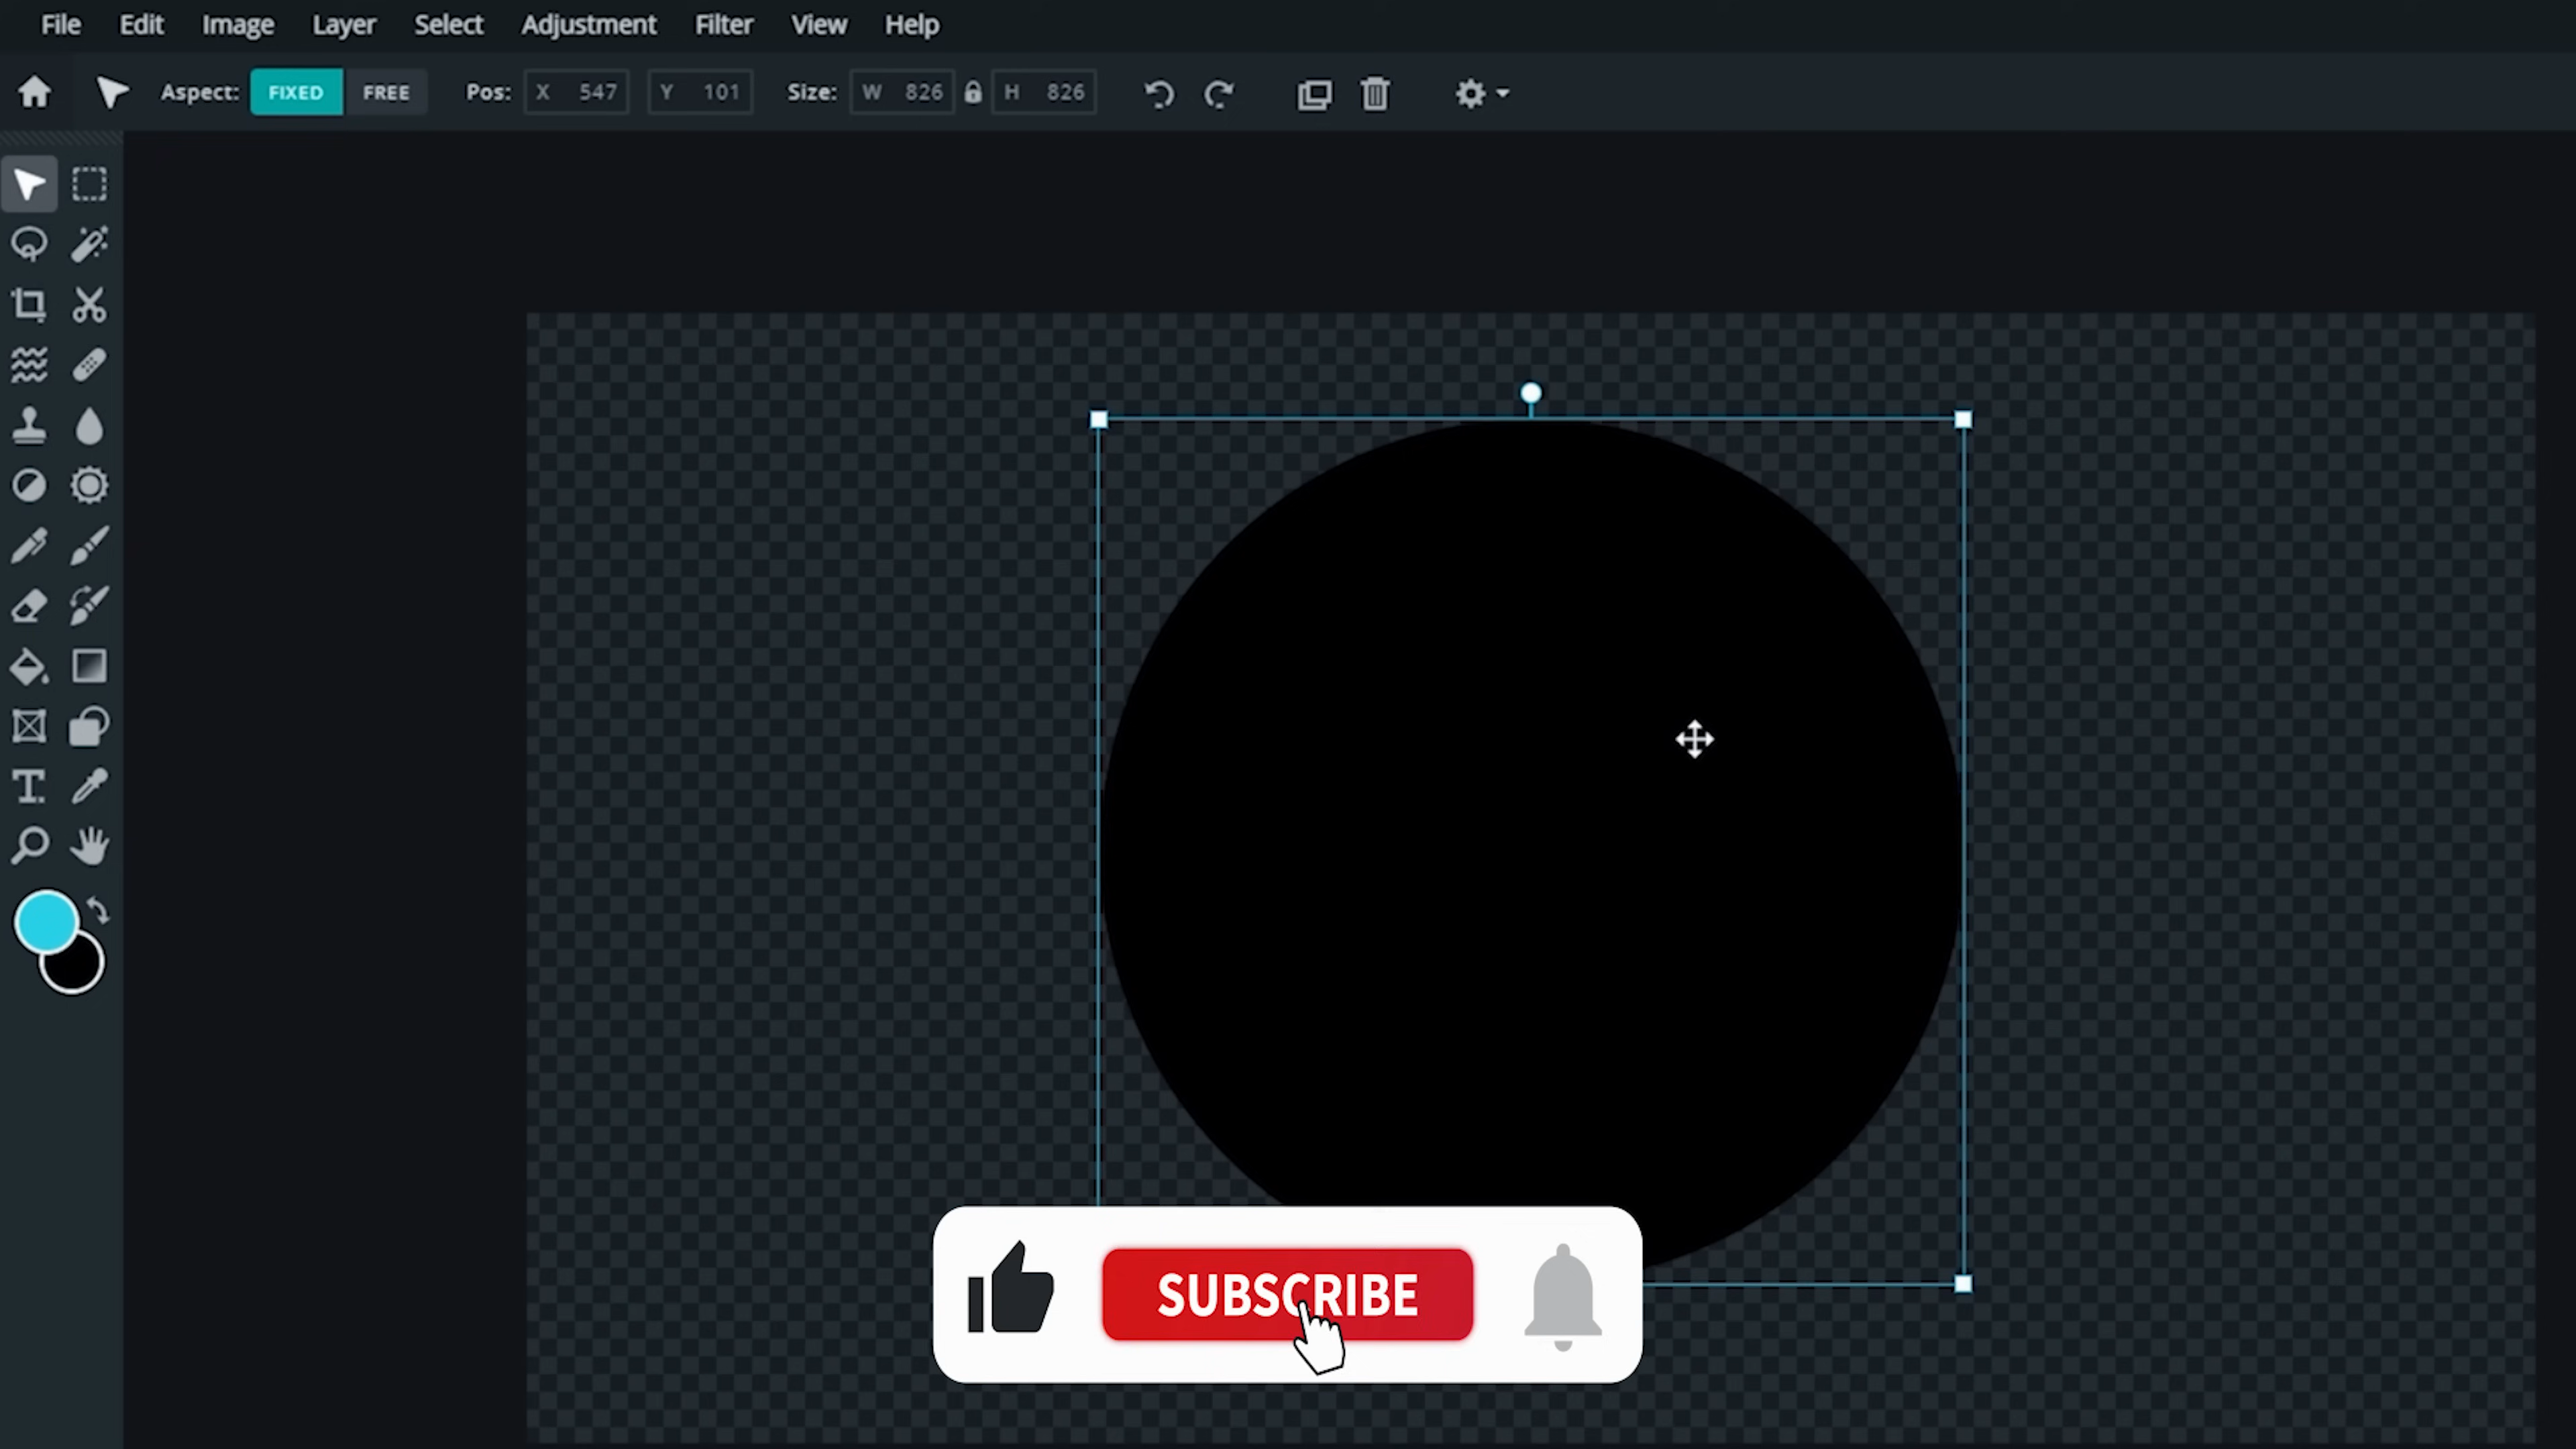 File Edit Image Layer Select Adjustment Filter View Help
Aspect: FIXED FREE Pos: X 547 Y 101 Size: W 826 H 826
T
SUBSCRIBE